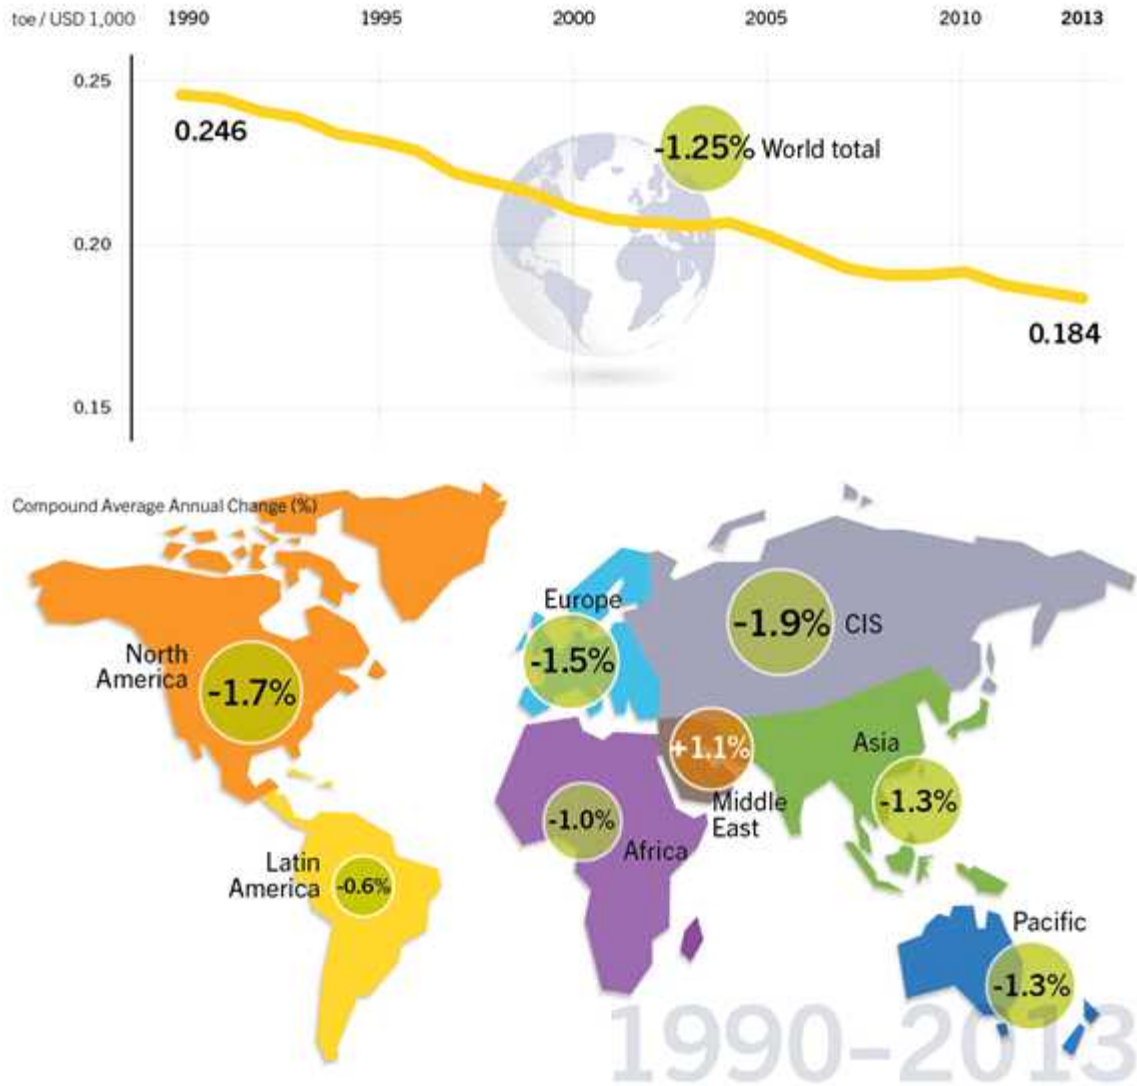 toe / USD 1,000 1990 1995 2000 2005 2010 2013
0.25
0.246
-1.25% World total
0.20
0.184
0.15
Compound Average Annual Change (%)
Europe
-1.9% CIS
North
America
-1.7%
-1.5%
+1.1%
Asia
Middle
East
-1.3%
-1.0%
Africa
Latin
America
-0.6%
Pacific
-1.3%
1990–2013